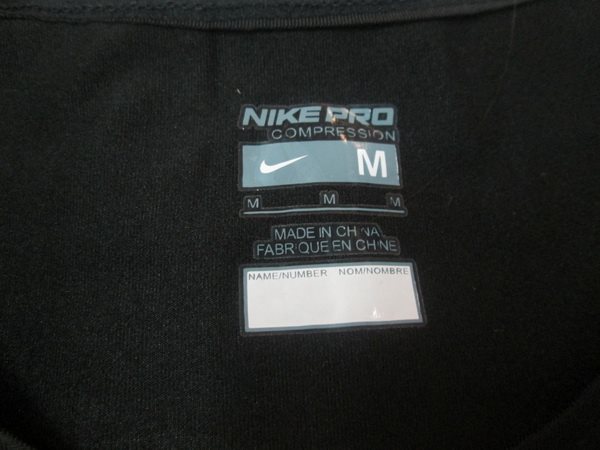 NIKE PRO
COMPRESSION
M
M M M
MADE IN CHINA
FABRIQUE EN CHINE
NAME/NUMBER NOM/NOMBRE